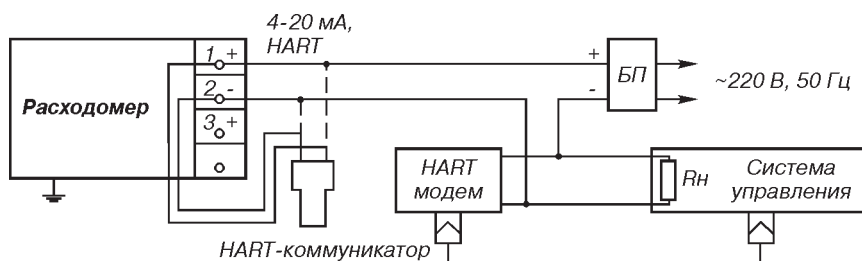 4-20 мА,
HART
Расходомер
1 +
2 -
3 +
+
-
БП
~220 В, 50 Гц
HART
модем
Rн
Система
управления
HART-коммуникатор